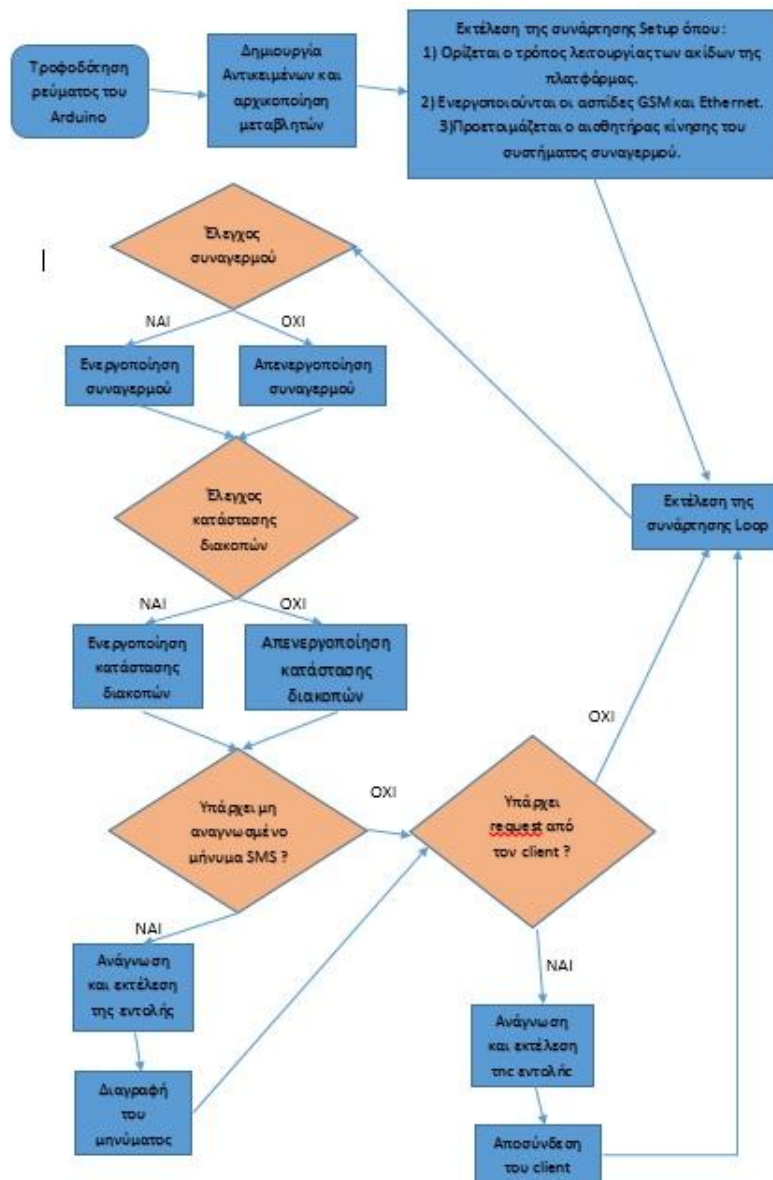 Τροφοδότηση
ρεύματος του
Arduino
Δημιουργία
Αντικειμένων και
αρχικοποίηση
μεταβλητών
Εκτέλεση της συνάρτησης Setup όπου :
1) Ορίζεται ο τρόπος λειτουργίας των ακίδων της
πλατφόρμας.
2) Ενεργοποιούνται οι ασπίδες GSM και Ethernet.
3)Προετοιμάζεται ο αισθητήρας κίνησης του
συστήματος συναγερμού.
Έλεγχος
συναγερμού
ΝΑΙ
ΟΧΙ
Ενεργοποίηση
συναγερμού
Απενεργοποίηση
συναγερμού
Έλεγχος
κατάστασης
διακοπών
Εκτέλεση της
συνάρτησης Loop
ΝΑΙ
ΟΧΙ
Ενεργοποίηση
κατάστασης
διακοπών
Απενεργοποίηση
κατάστασης
διακοπών
ΟΧΙ
Υπάρχει μη
αναγνωσμένο
μήνυμα SMS ?
ΟΧΙ
Υπάρχει
request από
τον client ?
ΝΑΙ
Ανάγνωση
και εκτέλεση
της εντολής
Διαγραφή
του
μηνύματος
ΝΑΙ
Ανάγνωση
και εκτέλεση
της εντολής
Αποσύνδεση
του client